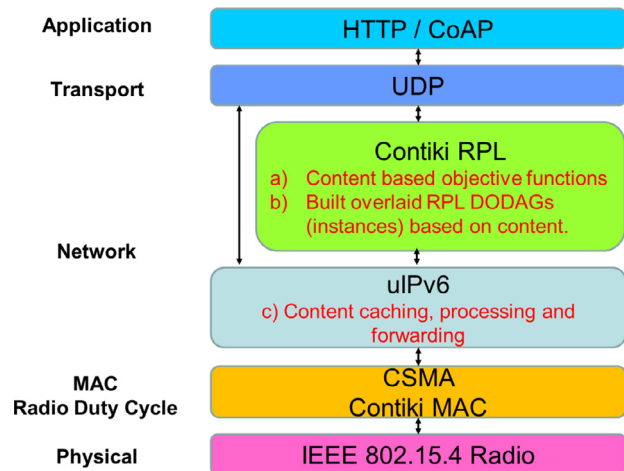 Application
HTTP / CoAP
Transport
UDP
Contiki RPL
a) Content based objective functions
b) Built overlaid RPL DODAGs
(instances) based on content.
Network
uIPv6
c) Content caching, processing and
forwarding
MAC
Radio Duty Cycle
CSMA
Contiki MAC
Physical
IEEE 802.15.4 Radio